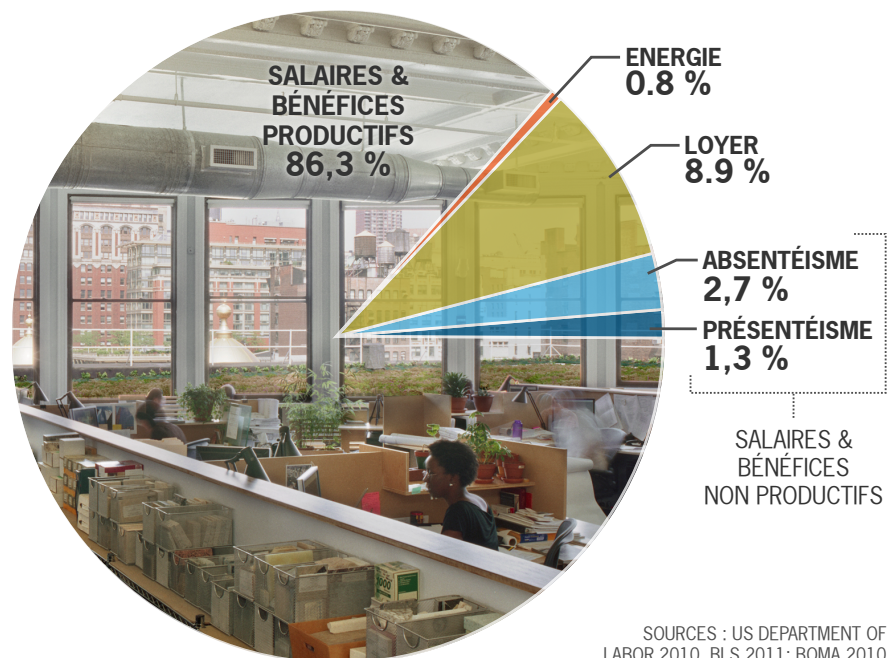 SALAIRES &
BÉNÉFICES
PRODUCTIFS
86,3 %
ENERGIE
0.8 %
LOYER
8.9 %
ABSENTÉISME
2,7 %
PRÉSENTÉISME
1,3 %
SALAIRES &
BÉNÉFICES
NON PRODUCTIFS
SOURCES : US DEPARTMENT OF
LABOR 2010, BLS 2011; BOMA 2010